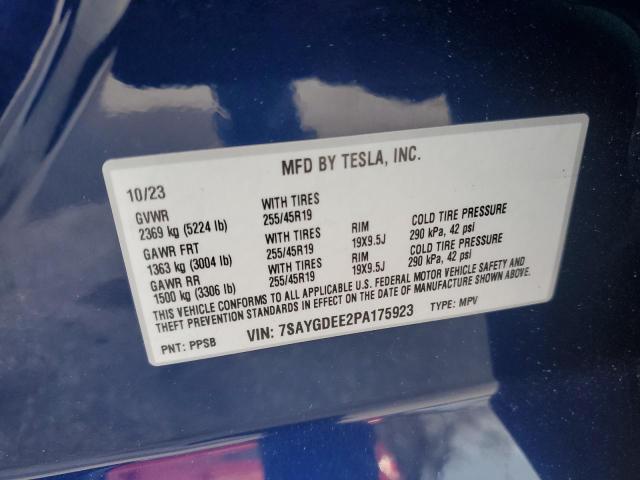 MFD BY TESLA, INC.
10/23
GVWR WITH TIRES
2369 kg (5224 lb) 255/45R19
GAWR FRT WITH TIRES RIM COLD TIRE PRESSURE
1363 kg (3004 lb) 255/45R19 19X9.5J 290 kPa, 42 psi
GAWR RR WITH TIRES RIM COLD TIRE PRESSURE
1500 kg (3306 lb) 255/45R19 19X9.5J 290 kPa, 42 psi
THIS VEHICLE CONFORMS TO ALL APPLICABLE U.S. FEDERAL MOTOR VEHICLE SAFETY AND
THEFT PREVENTION STANDARDS IN EFFECT ON THE DATE OF MANUFACTURE SHOWN ABOVE.
PNT: PPSB VIN: 7SAYGDEE2PA175923 TYPE: MPV